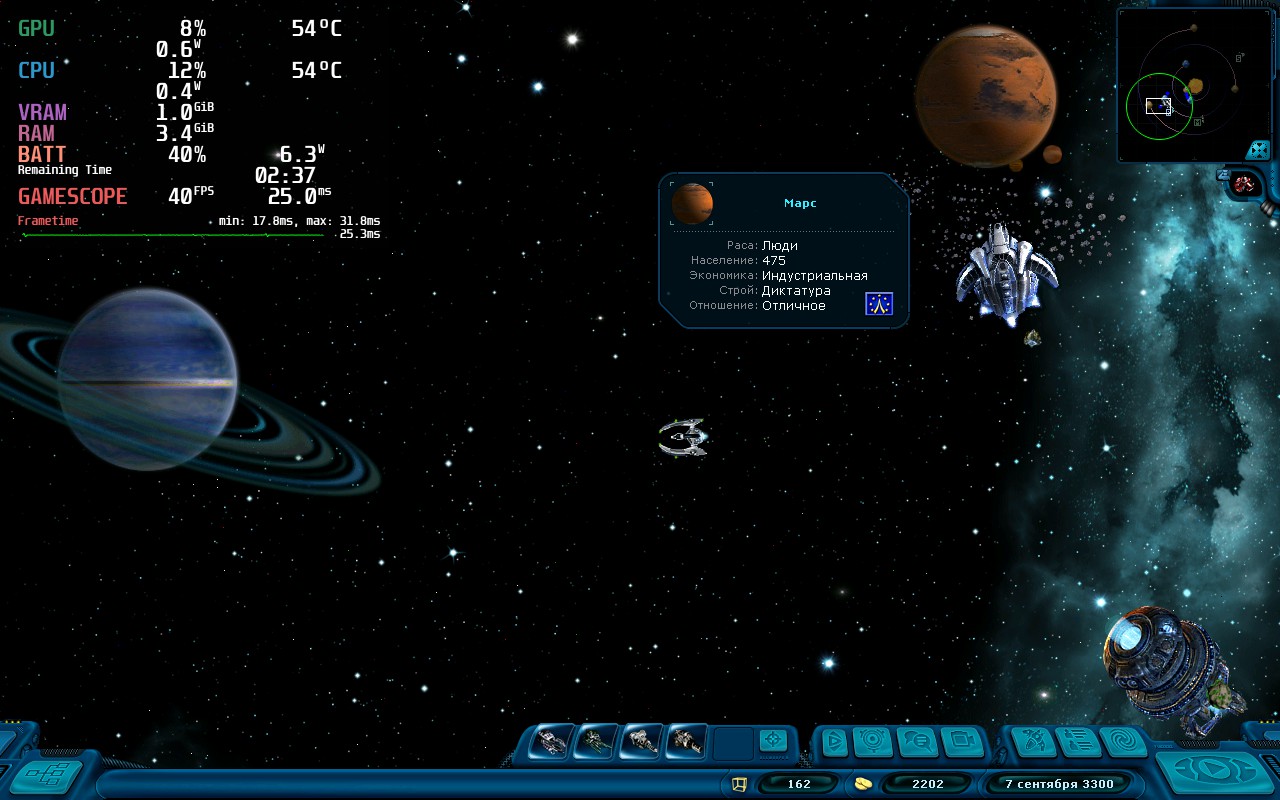 GPU 8% 54°C
0.6W
CPU 12% 54°C
0.4W
VRAM 1.0GiB
RAM 3.4GiB
BATT 40% 6.3W
Remaining Time 02:37
GAMESCOPE 40FPS 25.0ms
Frametime min: 17.8ms, max: 31.8ms
25.3ms
Марс
Раса: Люди
Население: 475
Экономика: Индустриальная
Строй: Диктатура
Отношение: Отличное
162 2202 7 сентября 3300